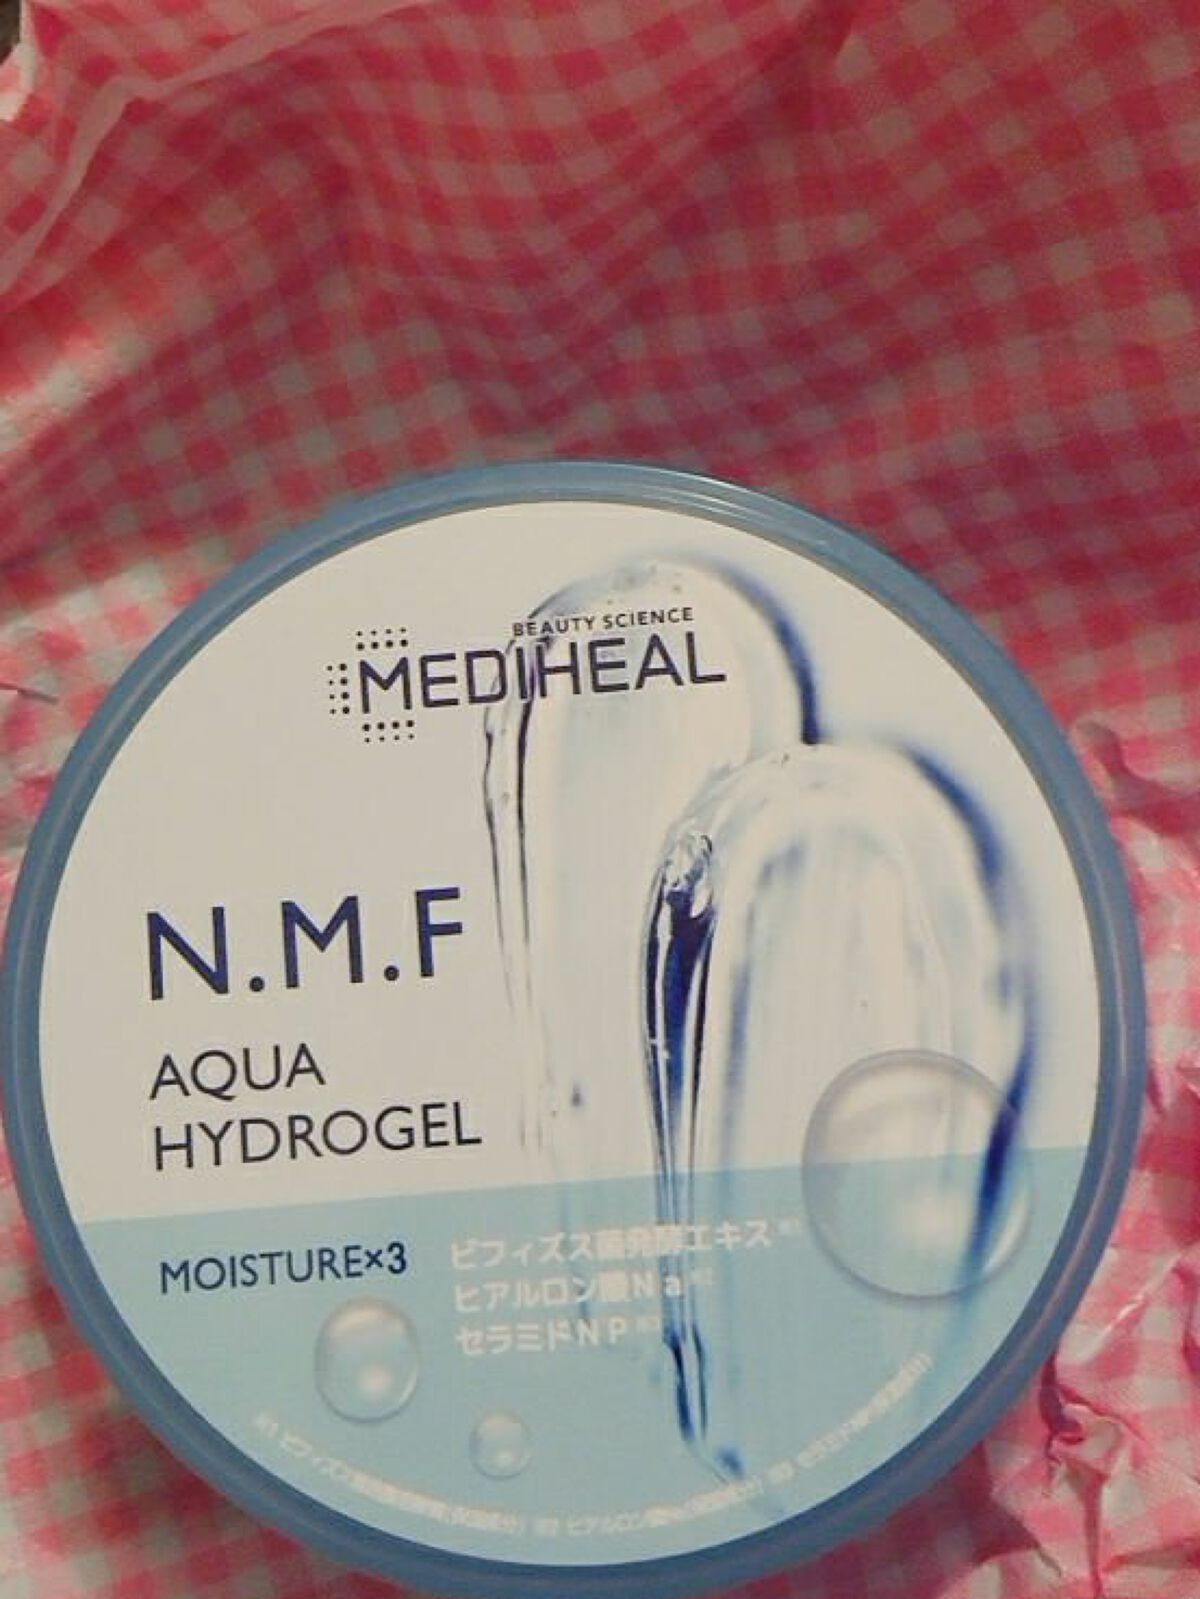 BEAUTY SCIENCE
MEDIHEAL
N.M.F
AQUA
HYDROGEL
MOISTURE×3
ビフィズス菌発酵エキス
ヒアルロン酸Na
セラミドNP